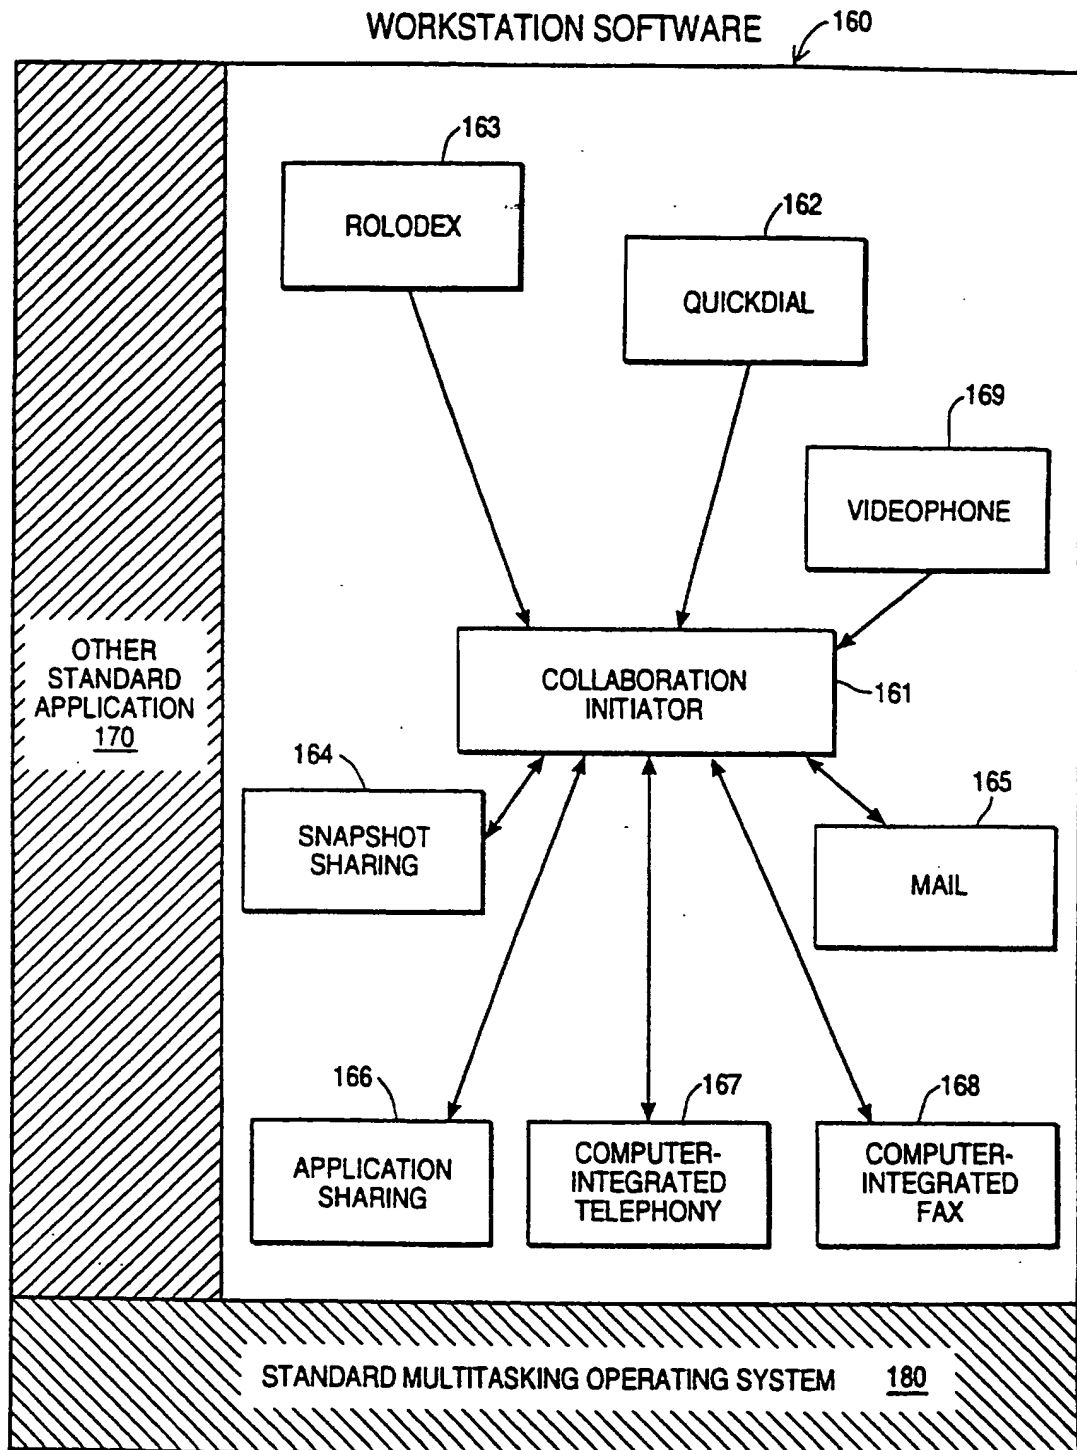 WORKSTATION SOFTWARE
160
163
ROLODEX
162
QUICKDIAL
169
VIDEOPHONE
COLLABORATION
INITIATOR
161
OTHER
STANDARD
APPLICATION
170
164
SNAPSHOT
SHARING
165
MAIL
166
APPLICATION
SHARING
167
COMPUTER-
INTEGRATED
TELEPHONY
168
COMPUTER-
INTEGRATED
FAX
STANDARD MULTITASKING OPERATING SYSTEM 180